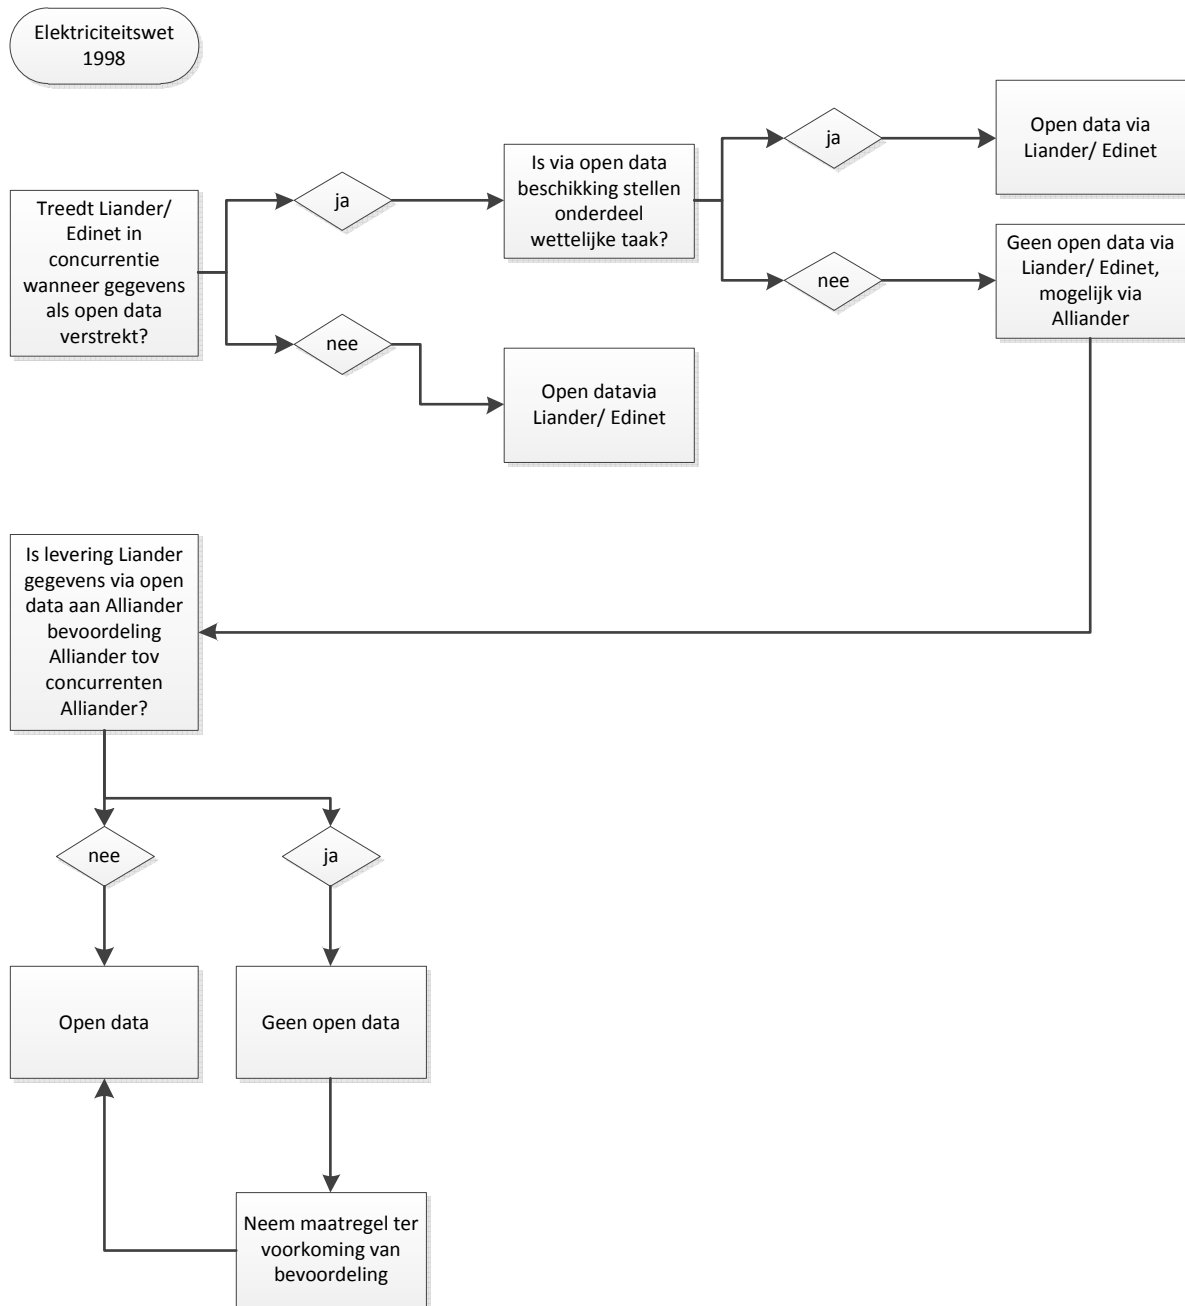 Elektriciteitswet
1998
Treedt Liander/
Edinet in
concurrentie
wanneer gegevens
als open data
verstrekt?
ja
nee
Is via open data
beschikking stellen
onderdeel
wettelijke taak?
Open datavia
Liander/ Edinet
ja
nee
Open data via
Liander/ Edinet
Geen open data via
Liander/ Edinet,
mogelijk via
Alliander
Is levering Liander
gegevens via open
data aan Alliander
bevoordeling
Alliander tov
concurrenten
Alliander?
nee
ja
Open data
Geen open data
Neem maatregel ter
voorkoming van
bevoordeling